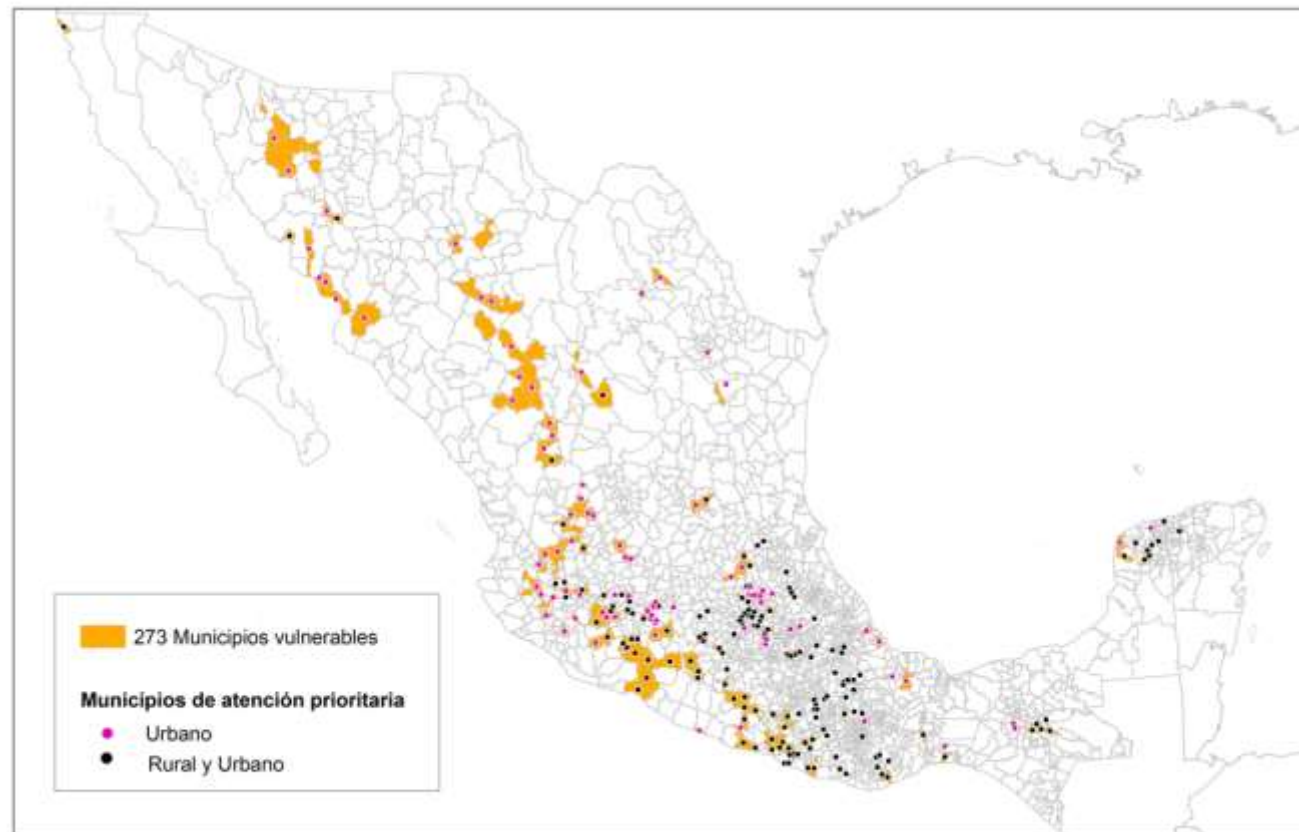 273 Municipios vulnerables
Municipios de atención prioritaria
Urbano
Rural y Urbano